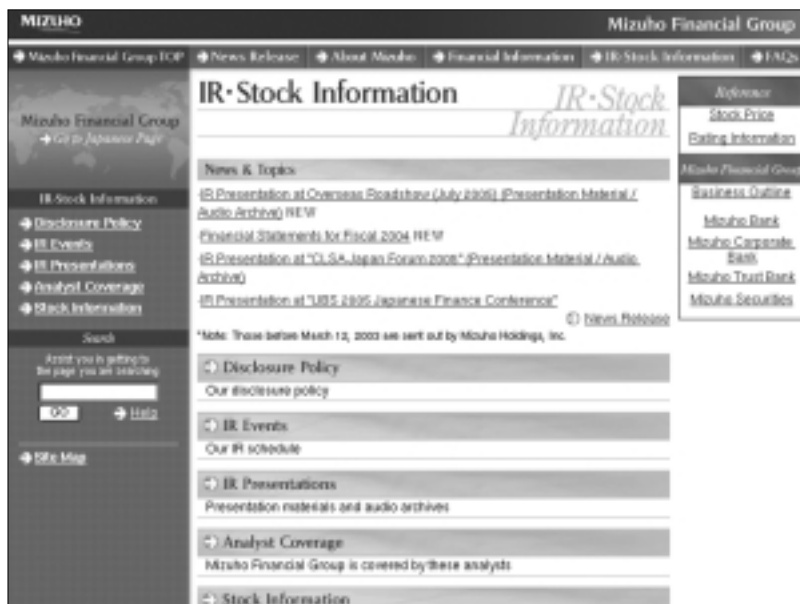 MIZUHO
Mizuho Financial Group
Mizuho Financial Group TOP
News Release
About Mizuho
Financial Information
IR·Stock Information
FAQs
Mizuho Financial Group
Go to Japanese Page
IR·Stock Information
Disclosure Policy
IR Events
IR Presentations
Analyst Coverage
Stock Information
Search
Assist you in getting to
the page you are searching
GO
Help
Site Map
IR·Stock Information
IR·Stock
Information
News & Topics
·IR Presentation at Overseas Roadshow (July 2005) (Presentation Material /
Audio Archive) NEW
·Financial Statements for Fiscal 2004 NEW
·IR Presentation at "CLSA Japan Forum 2005" (Presentation Material / Audio
Archive)
·IR Presentation at "UBS 2005 Japanese Finance Conference"
News Release
*Note: Those before March 12, 2003 are sent out by Mizuho Holdings, Inc.
Disclosure Policy
Our disclosure policy
IR Events
Our IR schedule
IR Presentations
Presentation materials and audio archives
Analyst Coverage
Mizuho Financial Group is covered by these analysts
Stock Information
Reference
Stock Price
Rating Information
Mizuho Financial Group
Business Outline
Mizuho Bank
Mizuho Corporate
Bank
Mizuho Trust Bank
Mizuho Securities